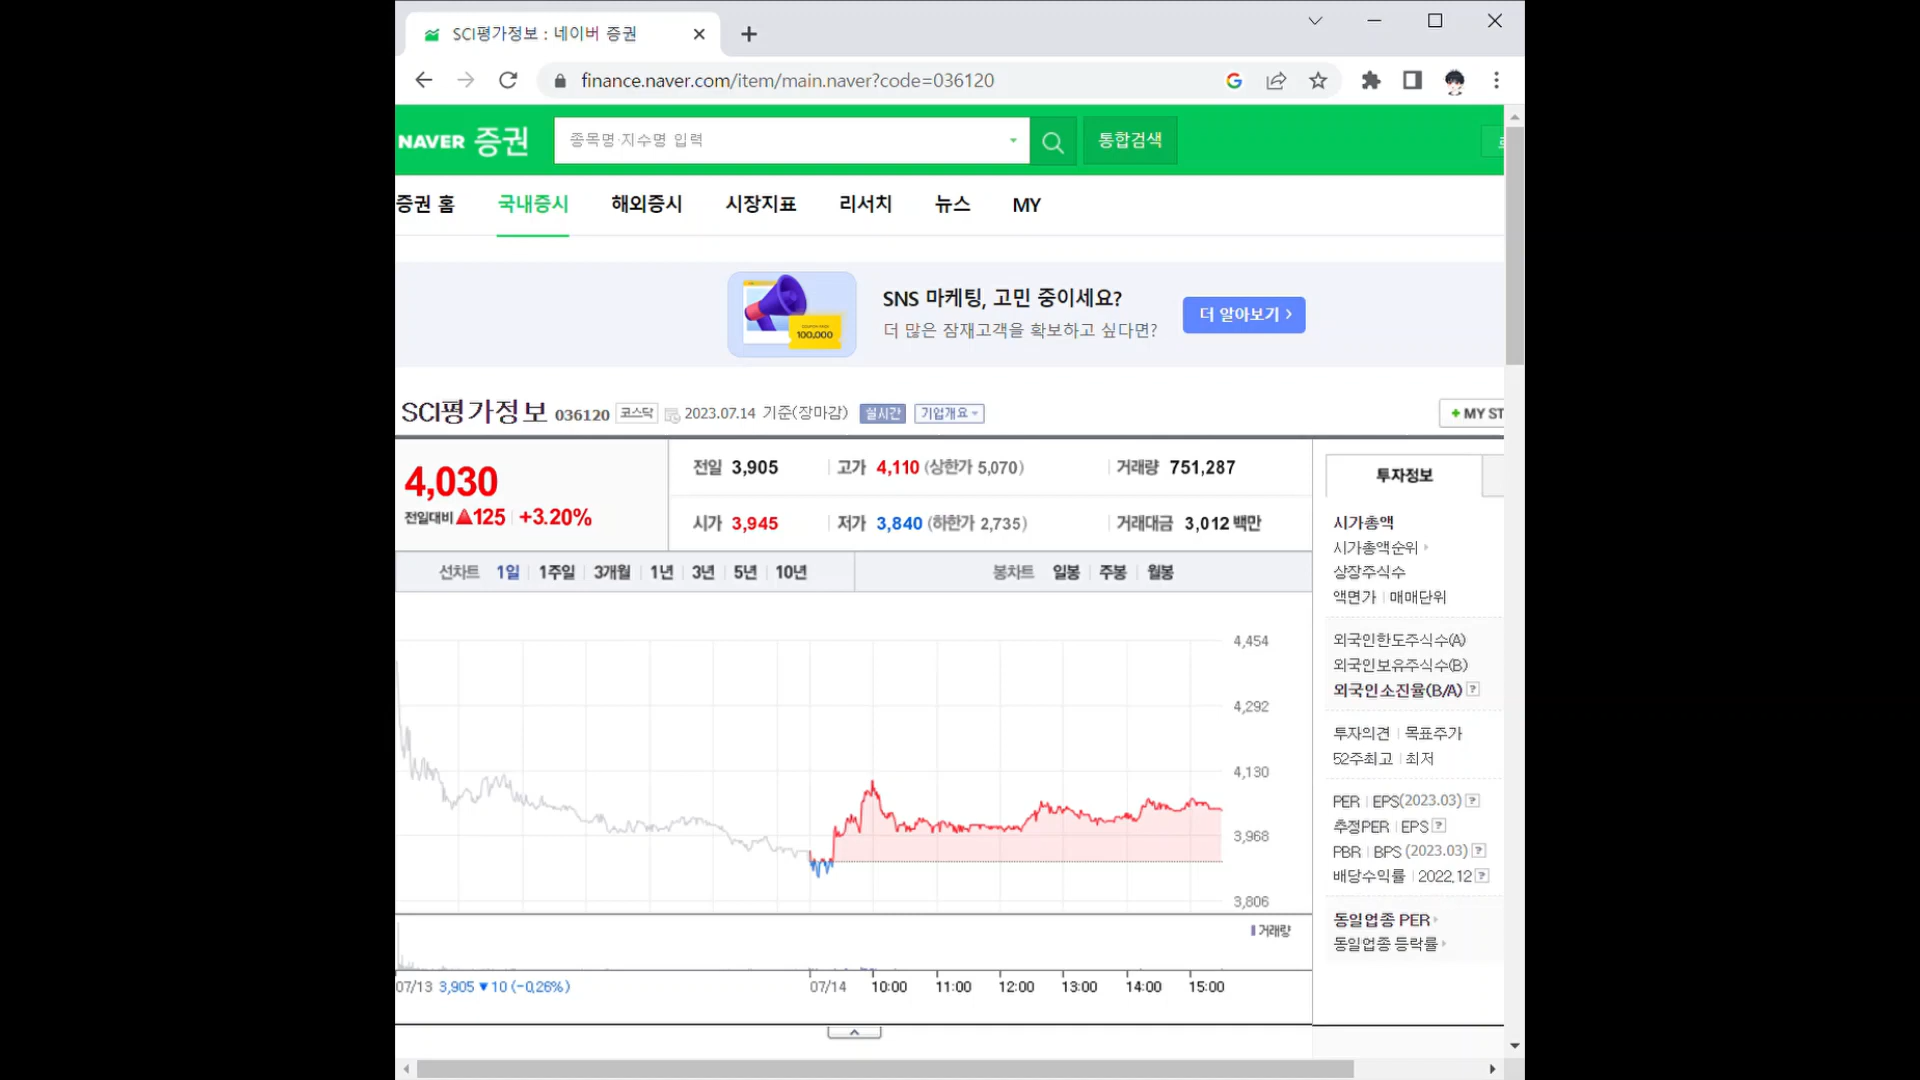 SCI평가정보 : 네이버 증권
finance.naver.com/item/main.naver?code=036120
NAVER 증권
종목명·지수명 입력
통합검색
증권 홈 국내증시 해외증시 시장지표 리서치 뉴스 MY
SNS 마케팅, 고민 중이세요?
더 많은 잠재고객을 확보하고 싶다면?
더 알아보기 >
100,000
SCI평가정보 036120 코스닥 2023.07.14 기준(장마감) 실시간 기업개요
+ MY ST
4,030
전일대비 ▲125 +3.20%
전일 3,905 고가 4,110 (상한가 5,070) 거래량 751,287
시가 3,945 저가 3,840 (하한가 2,735) 거래대금 3,012 백만
선차트 1일 1주일 3개월 1년 3년 5년 10년 봉차트 일봉 주봉 월봉
4,454
4,292
4,130
3,968
3,806
거래량
07/13 3,905 ▼10 (-0.26%) 07/14 10:00 11:00 12:00 13:00 14:00 15:00
투자정보
시가총액
시가총액순위
상장주식수
액면가 매매단위
외국인한도주식수(A)
외국인보유주식수(B)
외국인소진율(B/A) ?
투자의견 목표주가
52주최고 최저
PER EPS(2023.03) ?
추정PER EPS ?
PBR BPS (2023.03) ?
배당수익률 2022.12 ?
동일업종 PER
동일업종 등락률